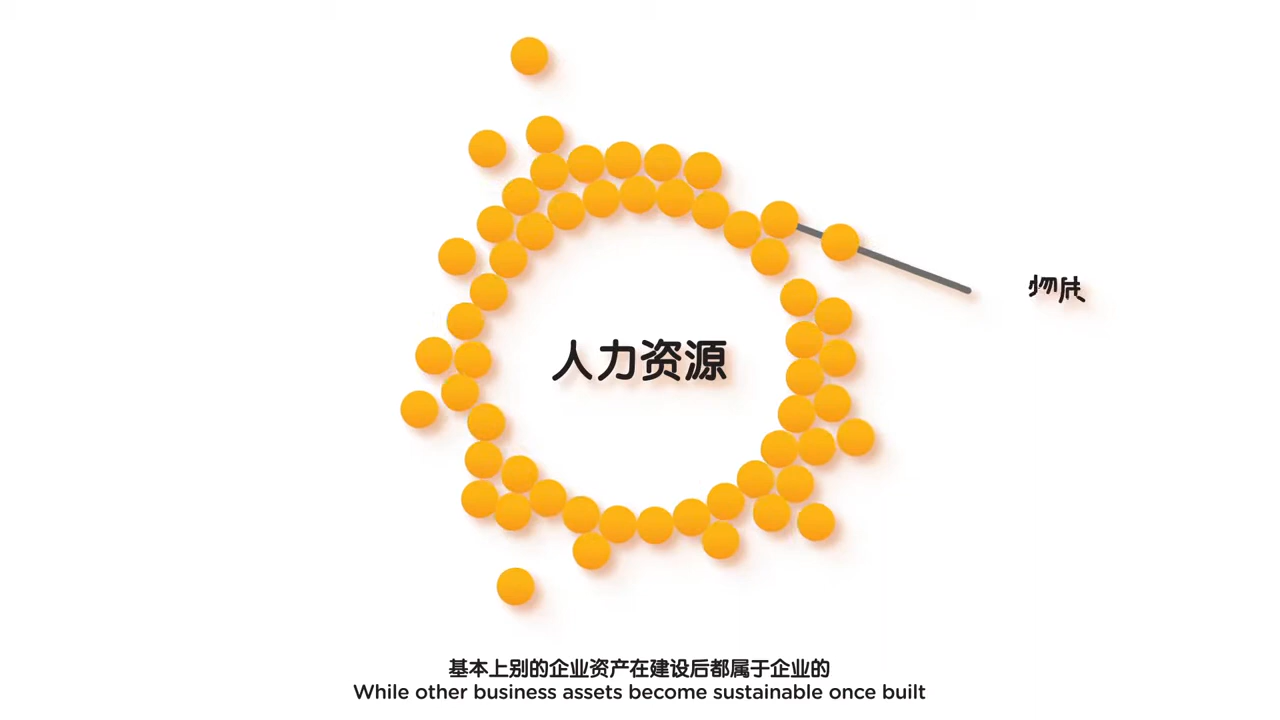 人力资源
基本上别的企业资产在建设后都属于企业的
While other business assets become sustainable once built